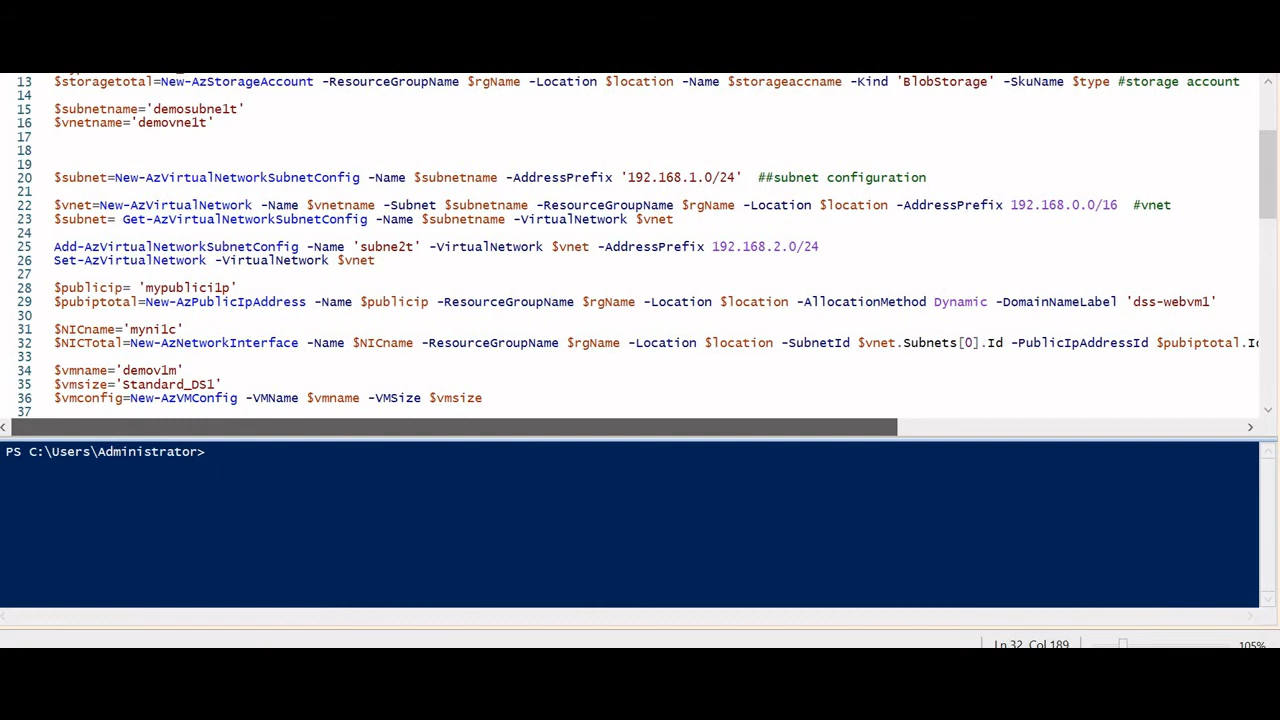 13 $storagetotal=New-AzStorageAccount -ResourceGroupName $rgName -Location $location -Name $storageaccname -Kind 'BlobStorage' -SkuName $type #storage account
14
15 $subnetname='demosubne1t'
16 $vnetname='demovne1t'
17
18
19
20 $subnet=New-AzVirtualNetworkSubnetConfig -Name $subnetname -AddressPrefix '192.168.1.0/24' ##subnet configuration
21
22 $vnet=New-AzVirtualNetwork -Name $vnetname -Subnet $subnetname -ResourceGroupName $rgName -Location $location -AddressPrefix 192.168.0.0/16 #vnet
23 $subnet= Get-AzVirtualNetworkSubnetConfig -Name $subnetname -VirtualNetwork $vnet
24
25 Add-AzVirtualNetworkSubnetConfig -Name 'subne2t' -VirtualNetwork $vnet -AddressPrefix 192.168.2.0/24
26 Set-AzVirtualNetwork -VirtualNetwork $vnet
27
28 $publicip= 'mypublici1p'
29 $pubiptotal=New-AzPublicIpAddress -Name $publicip -ResourceGroupName $rgName -Location $location -AllocationMethod Dynamic -DomainNameLabel 'dss-webvm1'
30
31 $NICname='myni1c'
32 $NICTotal=New-AzNetworkInterface -Name $NICname -ResourceGroupName $rgName -Location $location -SubnetId $vnet.Subnets[0].Id -PublicIpAddressId $pubiptotal.Id
33
34 $vmname='demov1m'
35 $vmsize='Standard_DS1'
36 $vmconfig=New-AzVMConfig -VMName $vmname -VMSize $vmsize
37
PS C:\Users\Administrator>
Ln 32 Col 189 105%